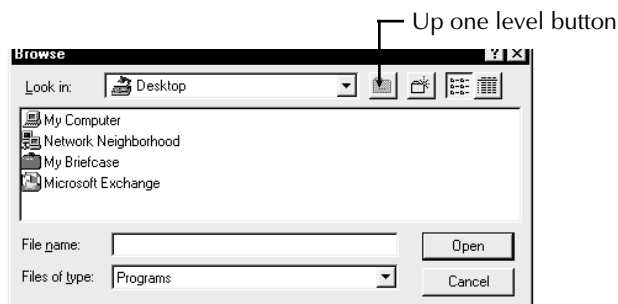 Up one level button
Browse
Look in: Desktop
My Computer
Network Neighborhood
My Briefcase
Microsoft Exchange
File name: Open
Files of type: Programs Cancel